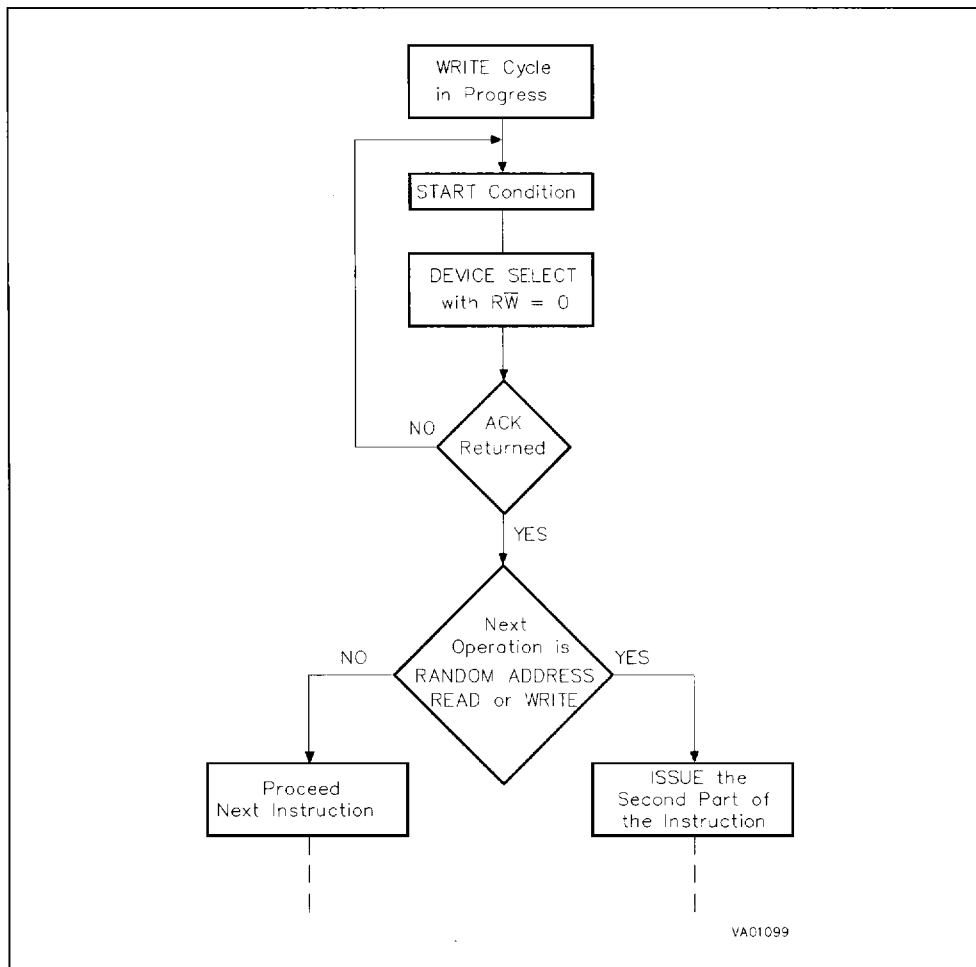 WRITE Cycle
in Progress
START Condition
DEVICE SELECT
with RW̅ = 0
ACK
Returned
NO
YES
Next
Operation is
RANDOM ADDRESS
READ or WRITE
NO
YES
Proceed
Next Instruction
ISSUE the
Second Part of
the Instruction
VA01099